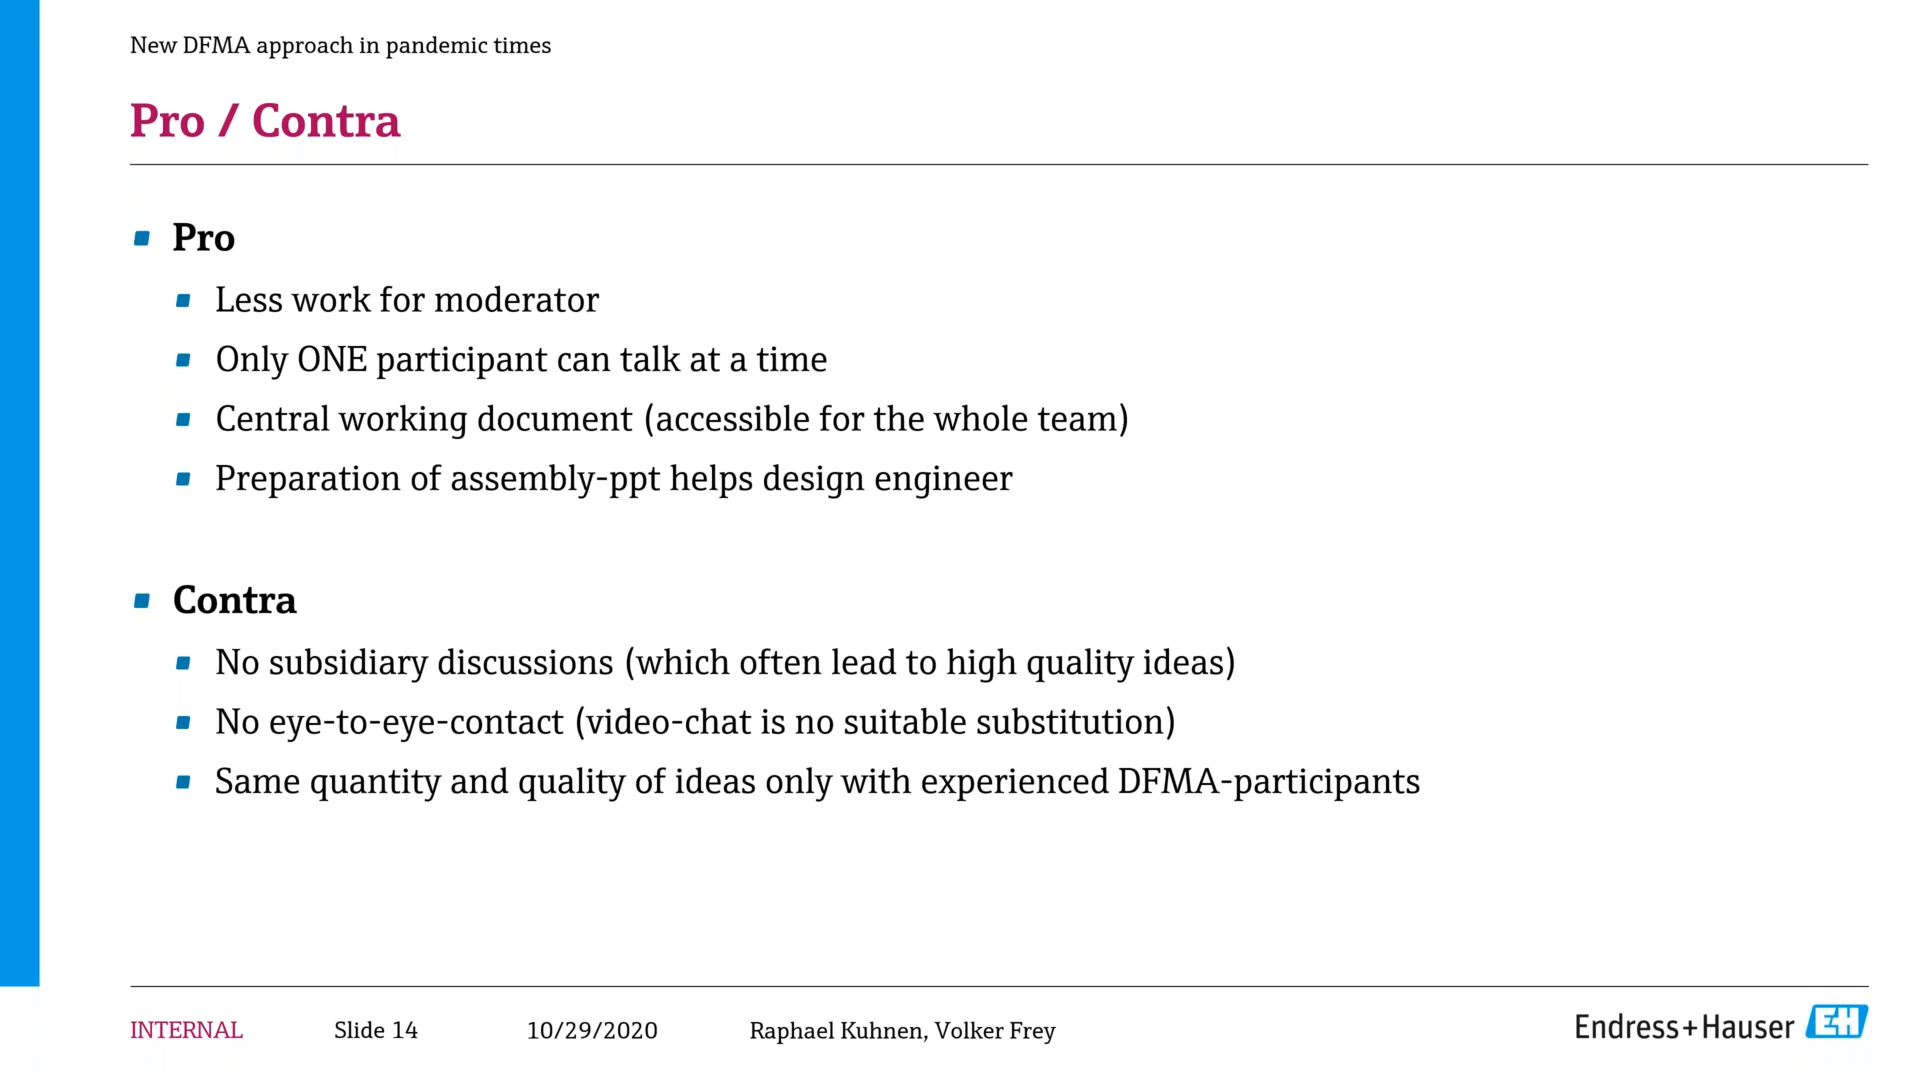 New DFMA approach in pandemic times
Pro / Contra
Pro
Less work for moderator
Only ONE participant can talk at a time
Central working document (accessible for the whole team)
Preparation of assembly-ppt helps design engineer
Contra
No subsidiary discussions (which often lead to high quality ideas)
No eye-to-eye-contact (video-chat is no suitable substitution)
Same quantity and quality of ideas only with experienced DFMA-participants
INTERNAL Slide 14 10/29/2020 Raphael Kuhnen, Volker Frey Endress+Hauser EH